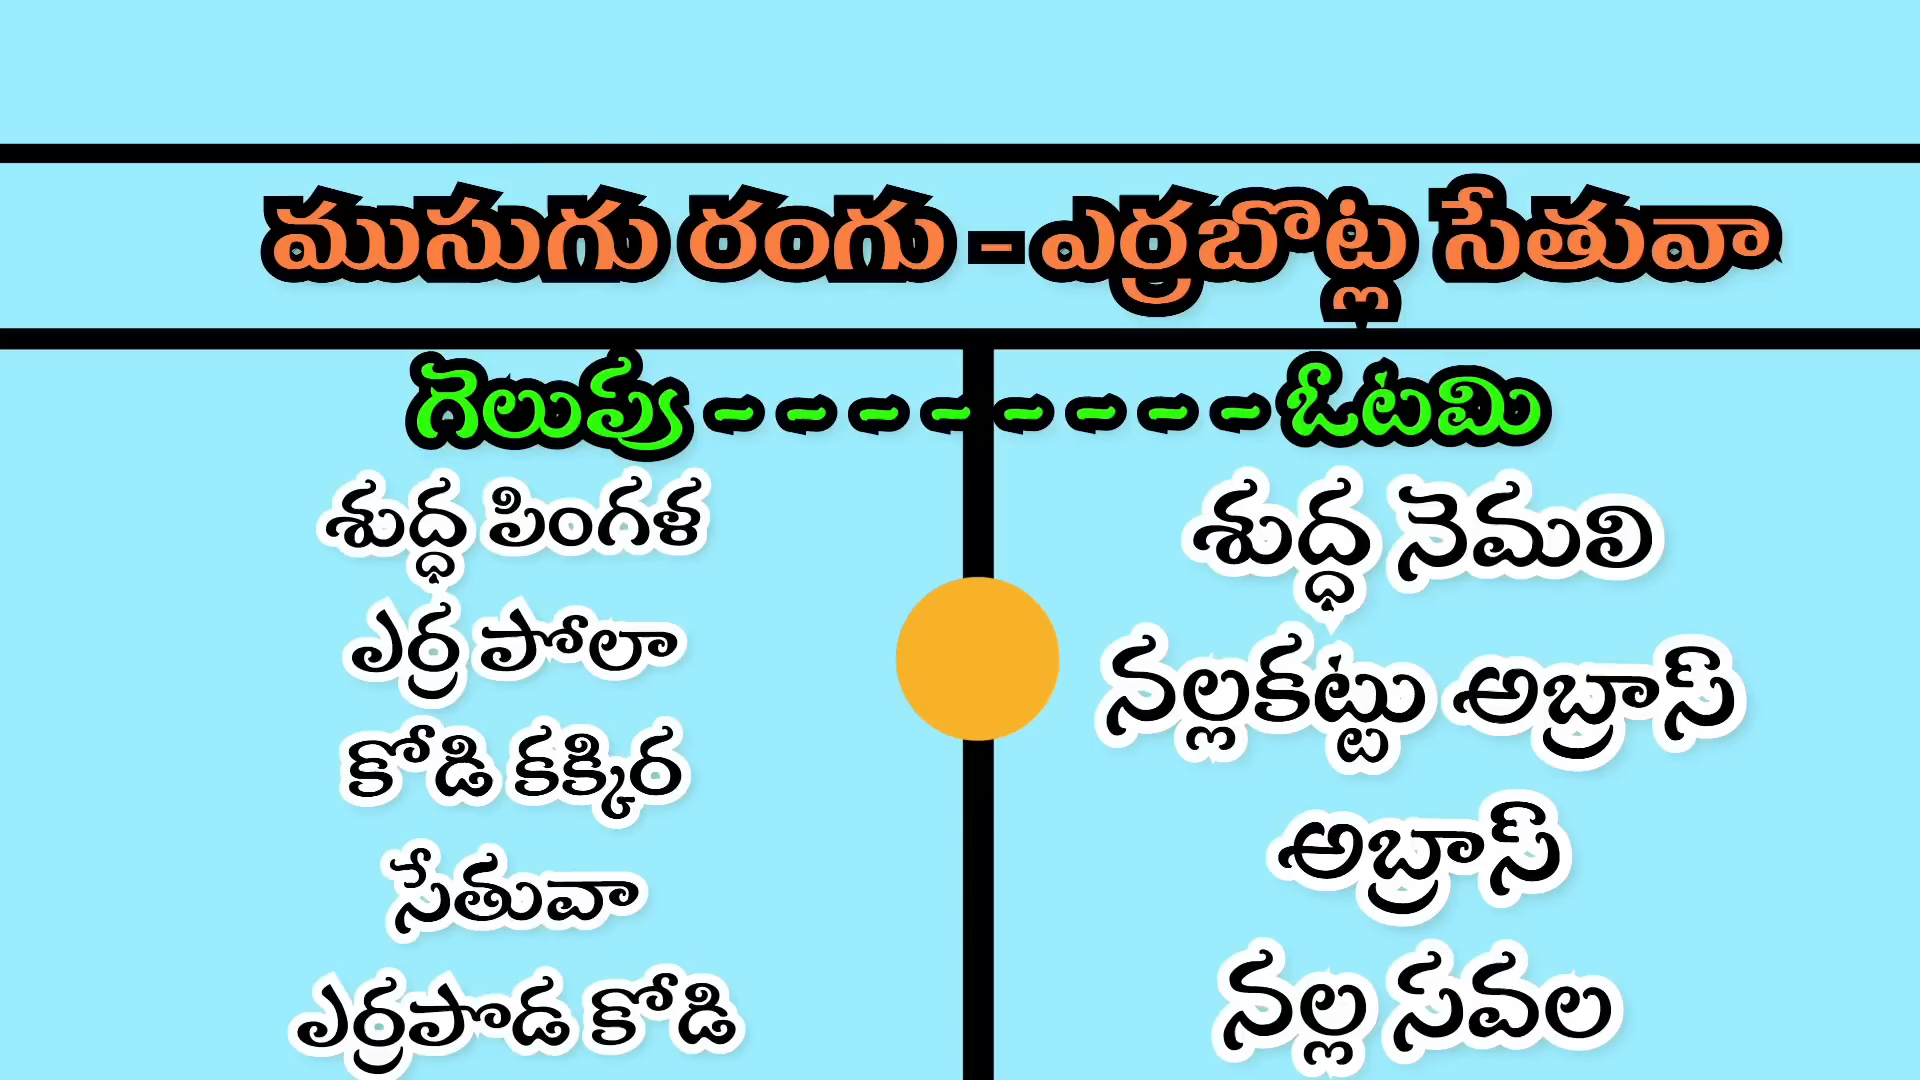 ముసుగు రంగు - ఎర్రబొట్ల సేతువా
గెలుపు - - - - - - - - ఓటమి
శుద్ధ పింగళ
ఎర్ర పోలా
కోడి కక్కిర
సేతువా
ఎర్రపొడ కోడి
శుద్ధ నెమలి
నల్లకట్టు అబ్రాస్
అబ్రాస్
నల్ల సవల